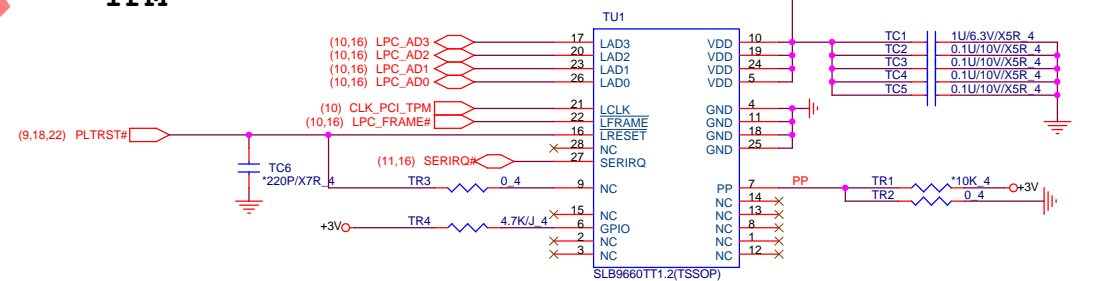 TU1
(10,16) LPC_AD3 17 LAD3 VDD 10 TC1 1U/6.3V/X5R_4
(10,16) LPC_AD2 20 LAD2 VDD 19 TC2 0.1U/10V/X5R_4
(10,16) LPC_AD1 23 LAD1 VDD 24 TC3 0.1U/10V/X5R_4
(10,16) LPC_AD0 26 LAD0 VDD 5 TC4 0.1U/10V/X5R_4
TC5 0.1U/10V/X5R_4
(10) CLK_PCI_TPM 21 LCLK GND 4
(10,16) LPC_FRAME# 22 LFRAME GND 11
(9,18,22) PLTRST# 16 LRESET GND 18
28 NC GND 25
(11,16) SERIRQ# 27 SERIRQ
TC6
*220P/X7R_4
TR3 0_4 9 NC PP 7 PP TR1 *10K_4 +3V
NC 14 TR2 0_4
15 NC NC 13
+3V TR4 4.7K/J_4 6 GPIO NC 8
2 NC NC 1
3 NC NC 12
SLB9660TT1.2(TSSOP)